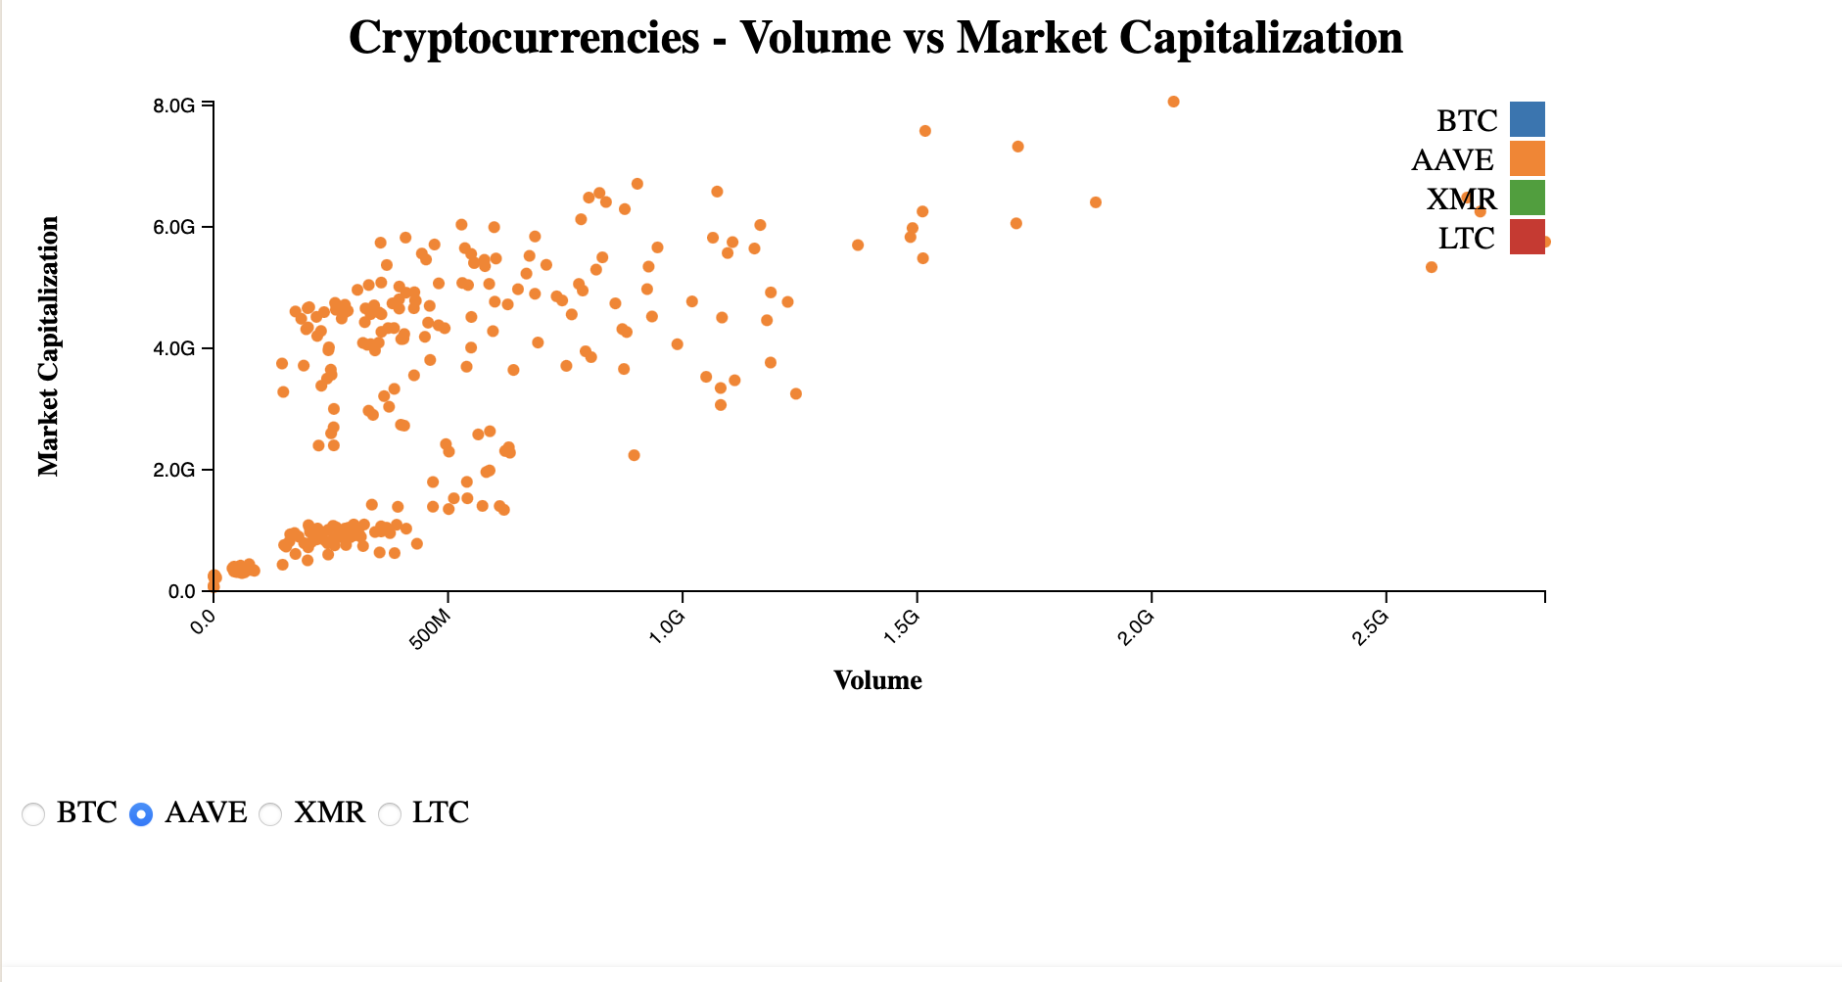 Cryptocurrencies - Volume vs Market Capitalization
8.0G
6.0G
4.0G
2.0G
0.0
Market Capitalization
BTC
AAVE
XMR
LTC
0.0
500M
1.0G
1.5G
2.0G
2.5G
Volume
BTC AAVE XMR LTC